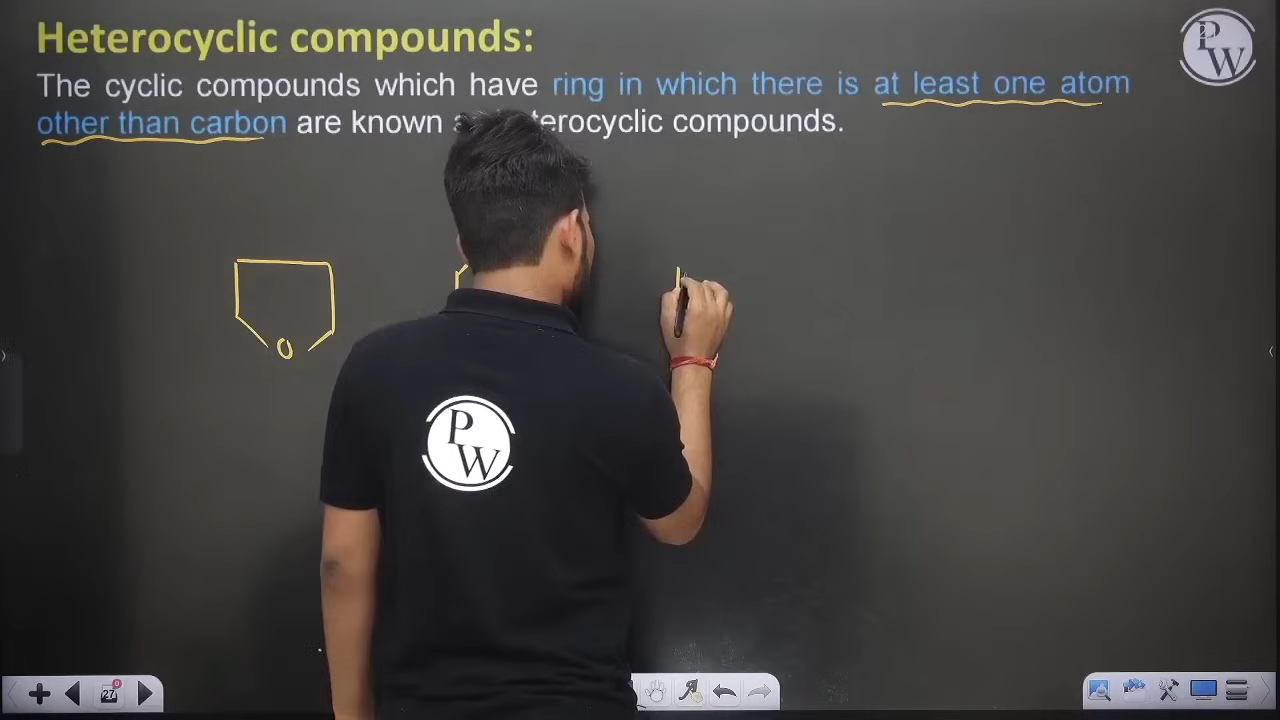 Heterocyclic compounds:
The cyclic compounds which have ring in which there is at least one atom
other than carbon are known terocyclic compounds.
PW
O
PW
27